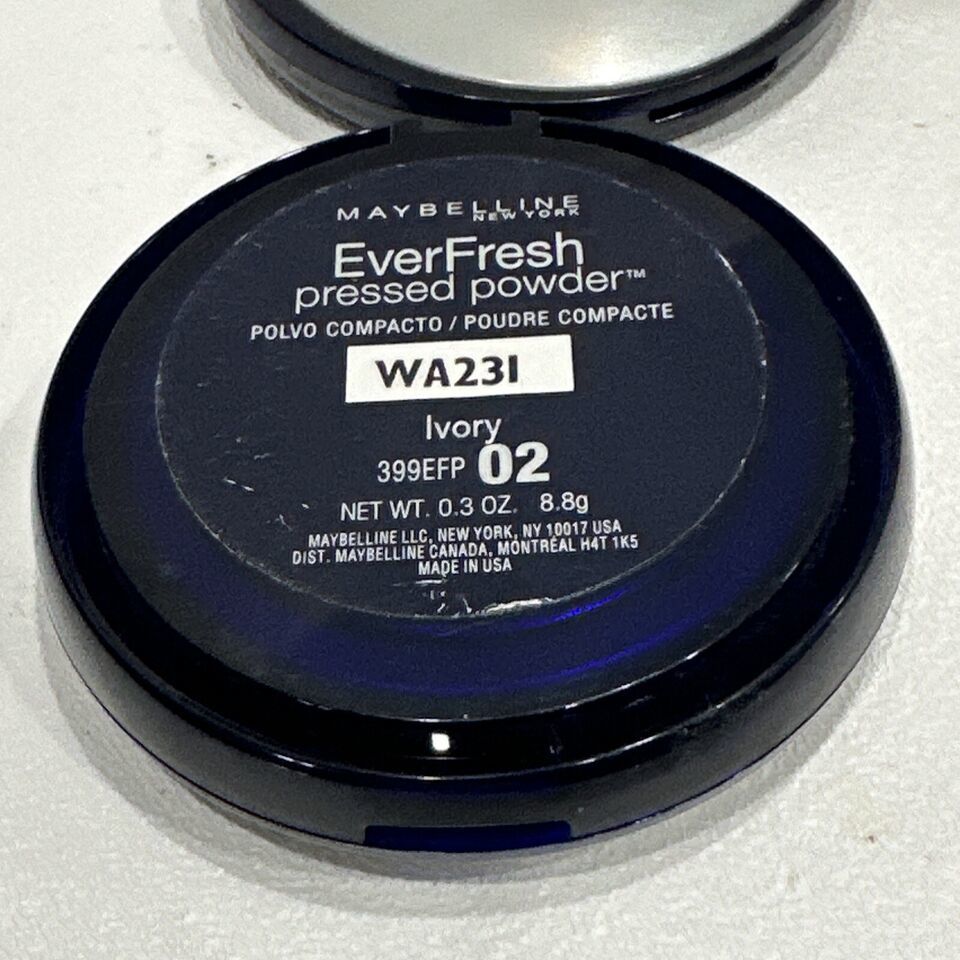 MAYBELLINE
NEW YORK
EverFresh
pressed powder™
POLVO COMPACTO / POUDRE COMPACTE
WA231
Ivory
399EFP 02
NET WT. 0.3 OZ. 8.8g
MAYBELLINE LLC, NEW YORK, NY 10017 USA
DIST. MAYBELLINE CANADA, MONTRÉAL H4T 1K5
MADE IN USA